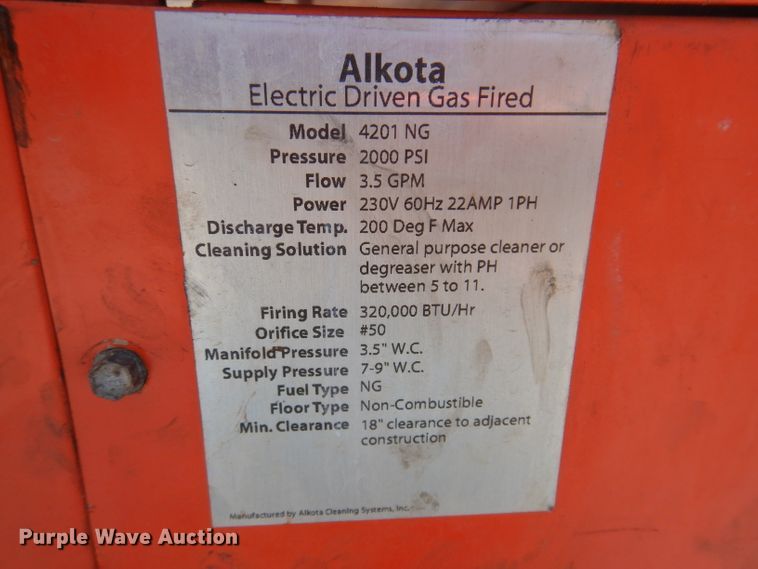 Alkota
Electric Driven Gas Fired
Model 4201 NG
Pressure 2000 PSI
Flow 3.5 GPM
Power 230V 60Hz 22AMP 1PH
Discharge Temp. 200 Deg F Max
Cleaning Solution General purpose cleaner or
degreaser with PH
between 5 to 11.
Firing Rate 320,000 BTU/Hr
Orifice Size #50
Manifold Pressure 3.5" W.C.
Supply Pressure 7-9" W.C.
Fuel Type NG
Floor Type Non-Combustible
Min. Clearance 18" clearance to adjacent
construction
Manufactured by Alkota Cleaning Systems, Inc.
Purple Wave Auction